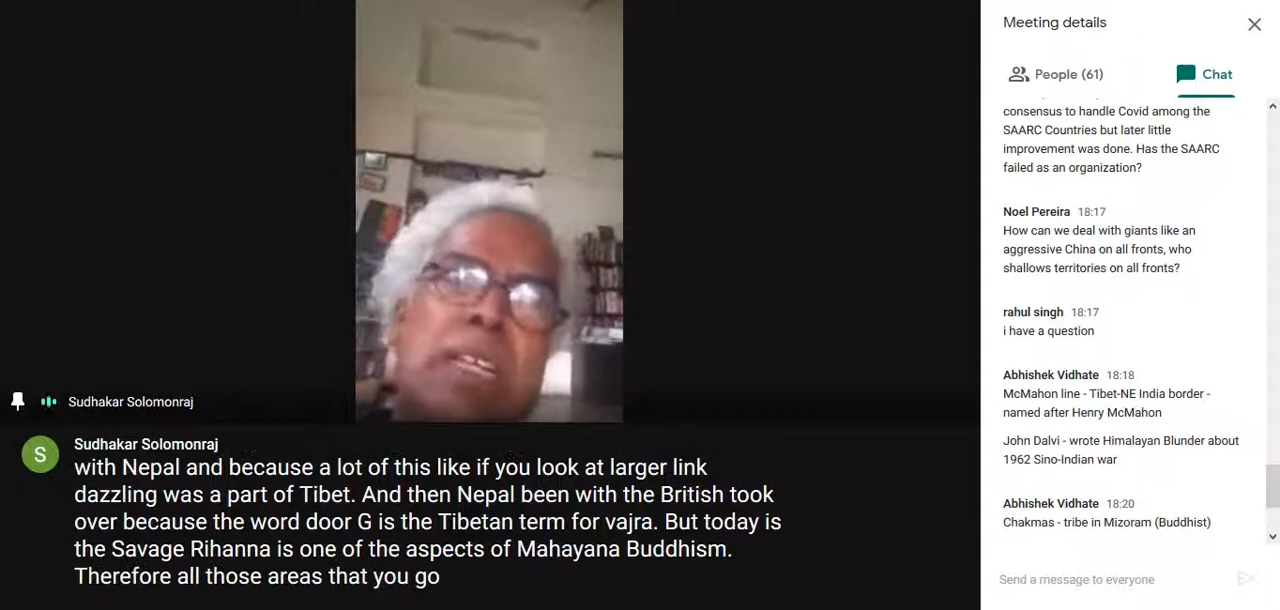 Meeting details
People (61)
Chat
consensus to handle Covid among the
SAARC Countries but later little
improvement was done. Has the SAARC
failed as an organization?
Noel Pereira 18:17
How can we deal with giants like an
aggressive China on all fronts, who
shallows territories on all fronts?
rahul singh 18:17
i have a question
Abhishek Vidhate 18:18
McMahon line - Tibet-NE India border -
named after Henry McMahon
John Dalvi - wrote Himalayan Blunder about
1962 Sino-Indian war
Abhishek Vidhate 18:20
Chakmas - tribe in Mizoram (Buddhist)
Send a message to everyone
Sudhakar Solomonraj
S
Sudhakar Solomonraj
with Nepal and because a lot of this like if you look at larger link
dazzling was a part of Tibet. And then Nepal been with the British took
over because the word door G is the Tibetan term for vajra. But today is
the Savage Rihanna is one of the aspects of Mahayana Buddhism.
Therefore all those areas that you go